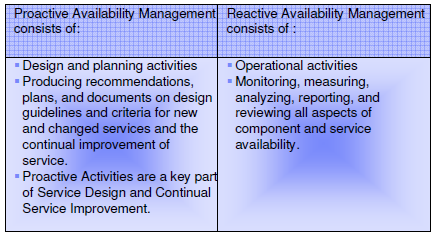 Proactive Availability Management
consists of:
▪ Design and planning activities
▪ Producing recommendations,
plans, and documents on design
guidelines and criteria for new
and changed services and the
continual improvement of
service.
▪ Proactive Activities are a key part
of Service Design and Continual
Service Improvement.
Reactive Availability Management
consists of :
▪ Operational activities
▪ Monitoring, measuring,
analyzing, reporting, and
reviewing all aspects of
component and service
availability.